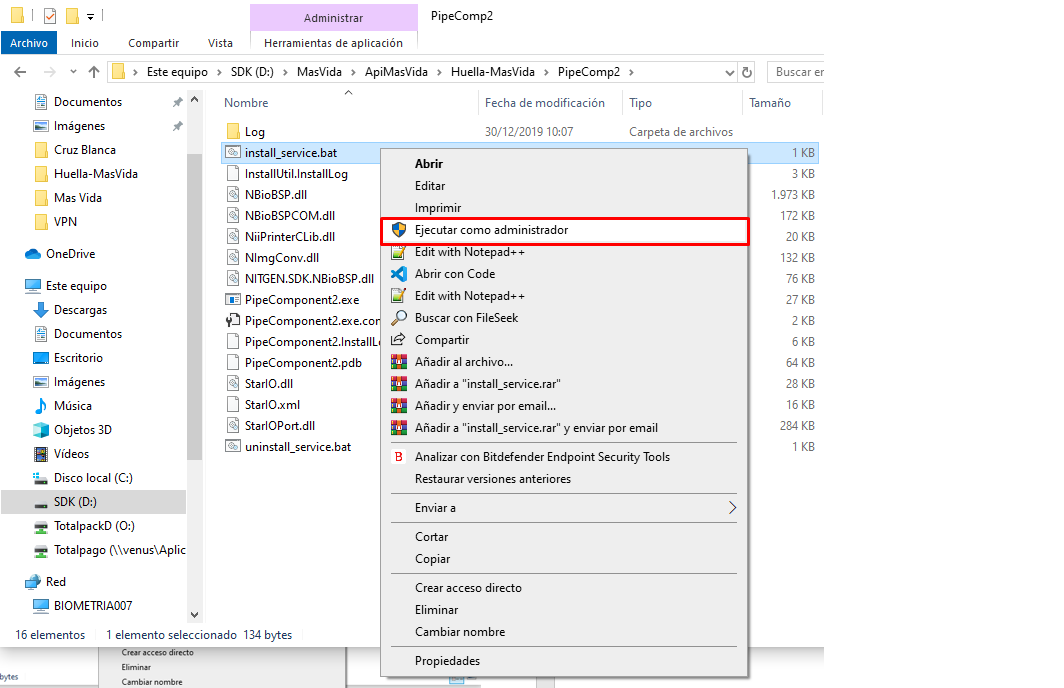 Administrar
PipeComp2
Archivo
Inicio
Compartir
Vista
Herramientas de aplicación
Este equipo > SDK (D:) > MasVida > ApiMasVida > Huella-MasVida > PipeComp2 >
Buscar en
Documentos
Imágenes
Cruz Blanca
Huella-MasVida
Mas Vida
VPN
OneDrive
Este equipo
Descargas
Documentos
Escritorio
Imágenes
Música
Objetos 3D
Vídeos
Disco local (C:)
SDK (D:)
TotalpackD (O:)
Totalpago (\\venus\Aplic
Red
BIOMETRIA007
Nombre
Fecha de modificación
Tipo
Tamaño
Log
30/12/2019 10:07
Carpeta de archivos
install_service.bat
1 KB
InstallUtil.InstallLog
3 KB
NBioBSP.dll
1.973 KB
NBioBSPCOM.dll
172 KB
NiiPrinterCLib.dll
20 KB
NImgConv.dll
132 KB
NITGEN.SDK.NBioBSP.dll
76 KB
PipeComponent2.exe
27 KB
PipeComponent2.exe.con
2 KB
PipeComponent2.InstallLo
6 KB
PipeComponent2.pdb
64 KB
StarIO.dll
28 KB
StarIO.xml
16 KB
StarIOPort.dll
284 KB
uninstall_service.bat
1 KB
Abrir
Editar
Imprimir
Ejecutar como administrador
Edit with Notepad++
Abrir con Code
Edit with Notepad++
Buscar con FileSeek
Compartir
Añadir al archivo...
Añadir a "install_service.rar"
Añadir y enviar por email...
Añadir a "install_service.rar" y enviar por email
B
Analizar con Bitdefender Endpoint Security Tools
Restaurar versiones anteriores
Enviar a
Cortar
Copiar
Crear acceso directo
Eliminar
Cambiar nombre
Propiedades
16 elementos
1 elemento seleccionado 134 bytes
Crear acceso directo
Eliminar
Cambiar nombre
bytes